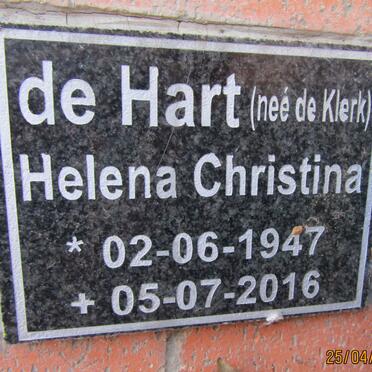 de Hart (neé de Klerk)
Helena Christina
* 02-06-1947
+ 05-07-2016
25/04/